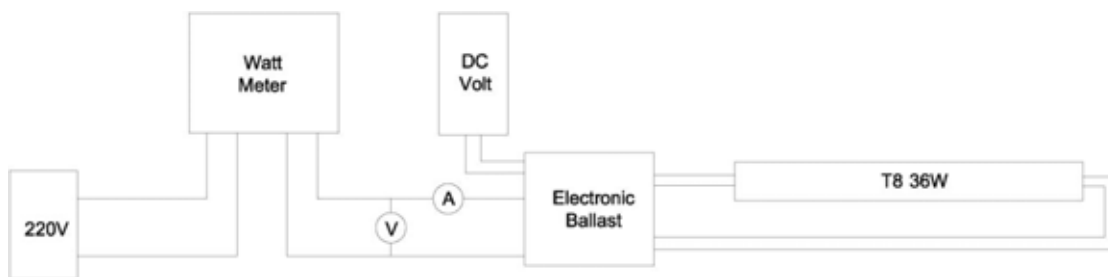 Watt
Meter
DC
Volt
220V
A
V
Electronic
Ballast
T8 36W